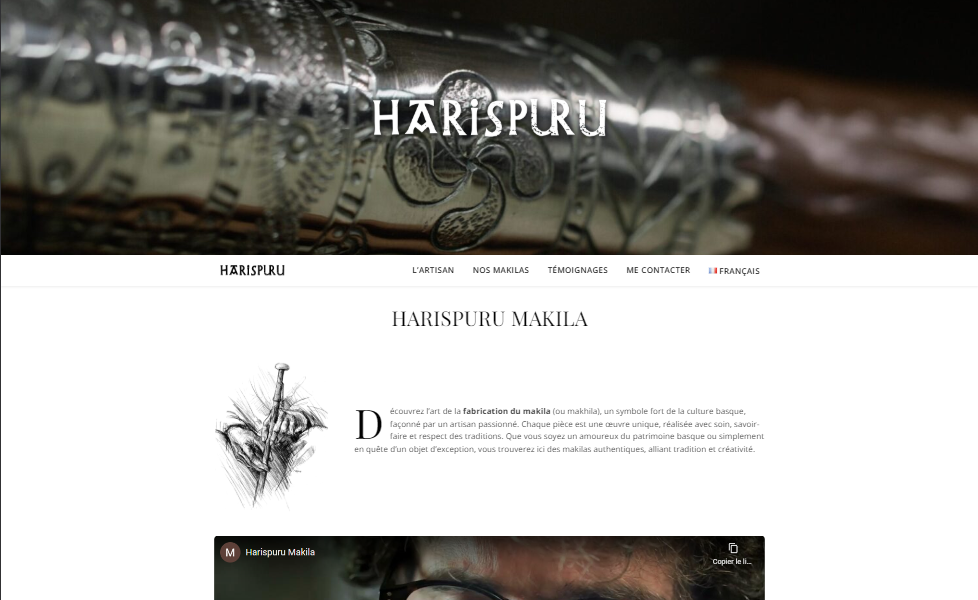 HARiSPURU
HARISPURU
L'ARTISAN NOS MAKILAS TÉMOIGNAGES ME CONTACTER FRANÇAIS
HARISPURU MAKILA
Découvrez l'art de la fabrication du makila (ou makhila), un symbole fort de la culture basque,
façonné par un artisan passionné. Chaque pièce est une œuvre unique, réalisée avec soin, savoir-
faire et respect des traditions. Que vous soyez un amoureux du patrimoine basque ou simplement
en quête d'un objet d'exception, vous trouverez ici des makilas authentiques, alliant tradition et créativité.
M Harispuru Makila
Copier le li...